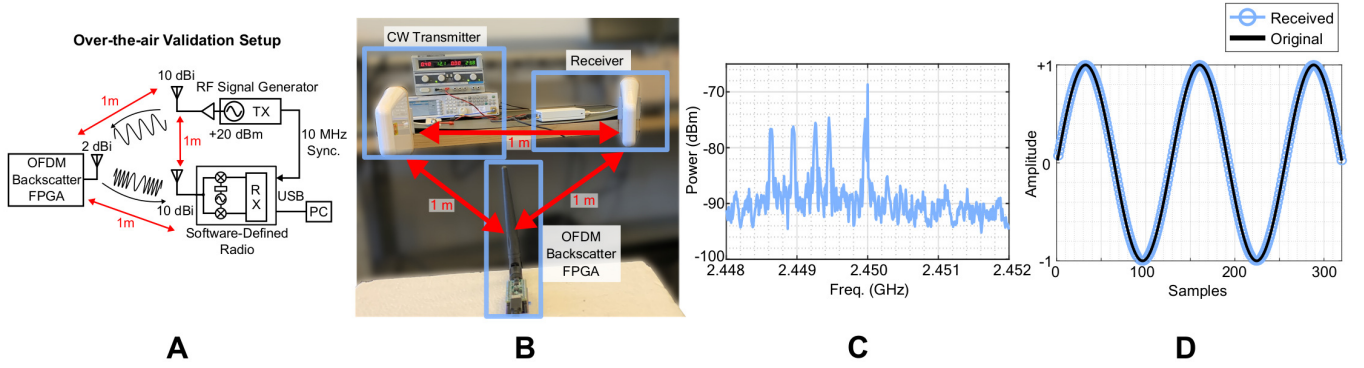 Over-the-air Validation Setup
10 dBi
RF Signal Generator
TX
+20 dBm
1m
1m
10 MHz
Sync.
2 dBi
OFDM
Backscatter
FPGA
10 dBi
R
X
USB
PC
1m
Software-Defined
Radio
A
CW Transmitter
Receiver
1 m
1 m
1 m
OFDM
Backscatter
FPGA
B
Power (dBm)
-70
-80
-90
-100
2.448
2.449
2.450
2.451
2.452
Freq. (GHz)
C
Received
Original
Amplitude
+1
0
-1
0
100
200
300
Samples
D